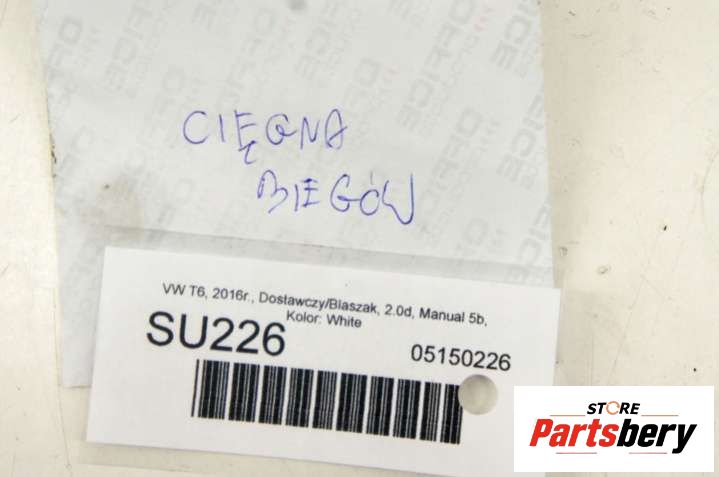 CIĘGNA
BIEGÓW
VW T6, 2016r., Dostawczy/Blaszak, 2.0d, Manual 5b,
Kolor: White
SU226
05150226
STORE
Partsbery